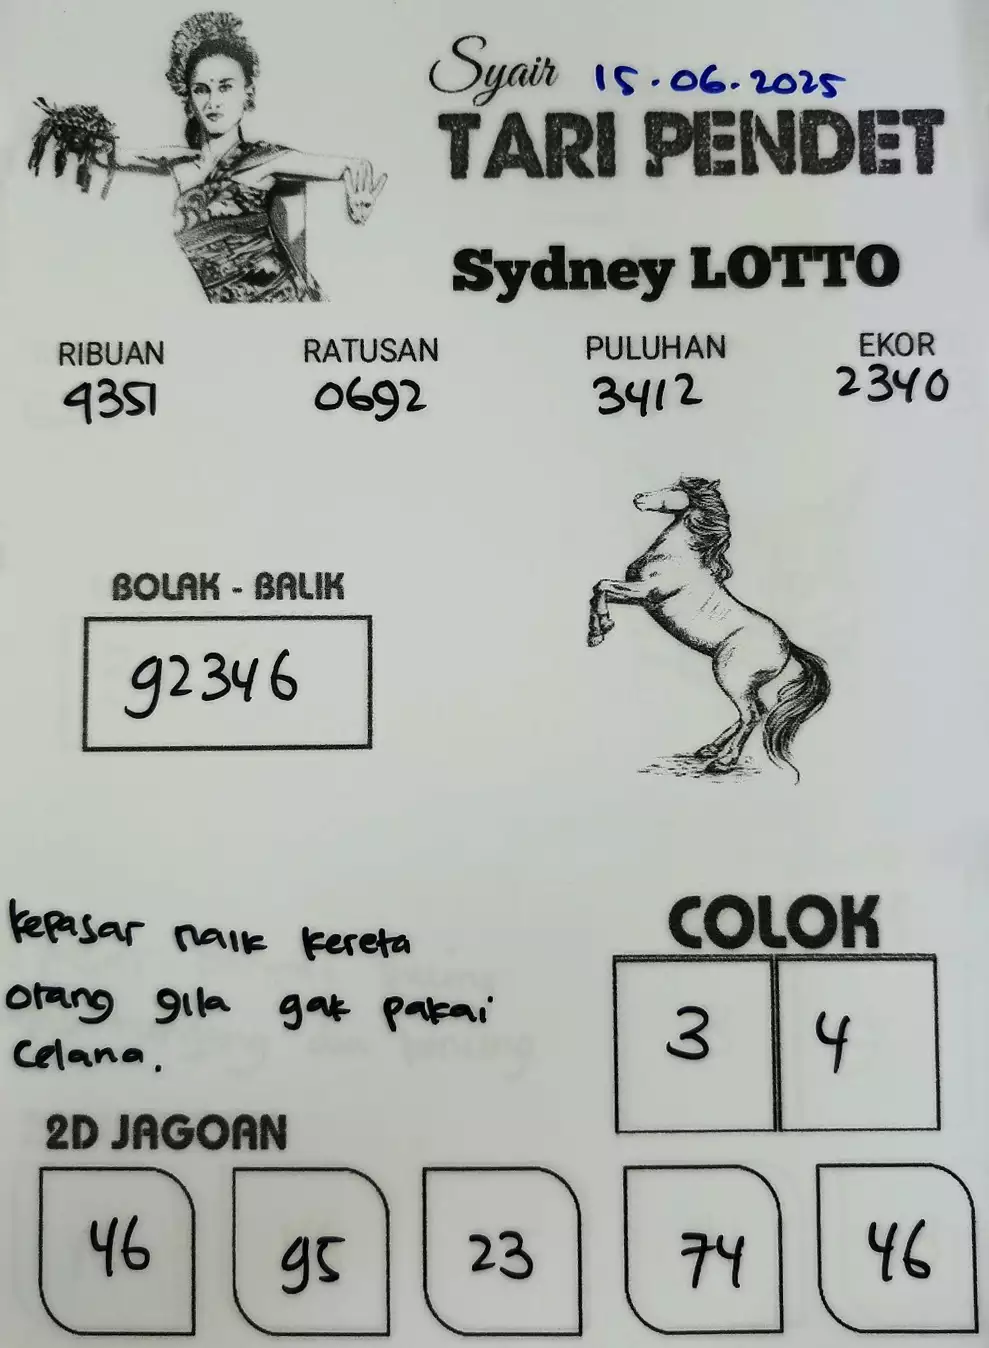 Syair 15.06.2025
TARI PENDET
Sydney LOTTO
RIBUAN RATUSAN PULUHAN EKOR
9351 0692 3412 2340
BOLAK - BALIK
92346
kepasar naik kereta
orang gila gak pakai
celana.
COLOK
3 4
2D JAGOAN
46 95 23 74 46